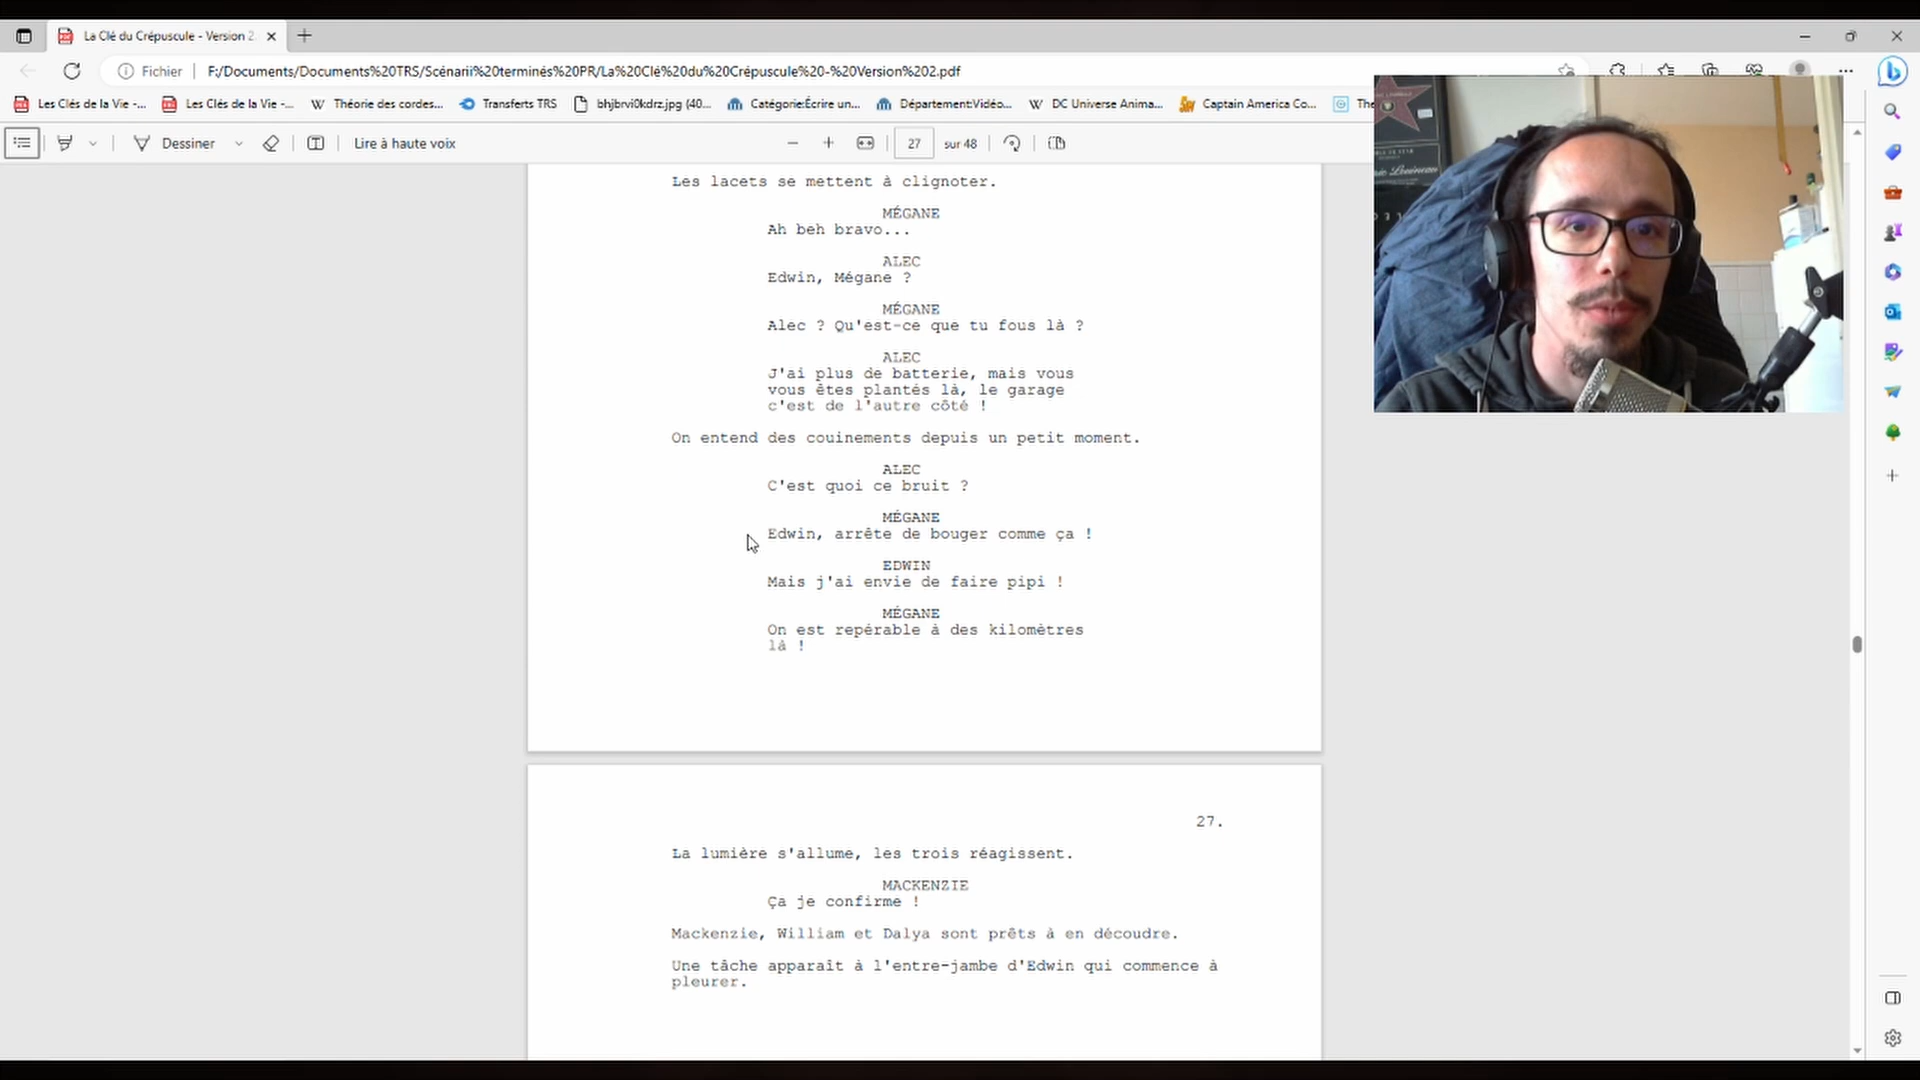 La Clé du Crépuscule - Version 2
Fichier
F:/Documents/Documents%20TRS/Scénarii%20terminés%20PR/La%20Clé%20du%20Crépuscule%20-%20Version%202.pdf
Les Clés de la Vie -...
Les Clés de la Vie -...
Théorie des cordes...
Transferts TRS
bhjbrvi0kdrz.jpg (40...
Catégorie:Écrire un...
Département:Vidéo...
DC Universe Anima...
Captain America Co...
The
Dessiner
Lire à haute voix
27
sur 48
Les lacets se mettent à clignoter.
MÉGANE
Ah beh bravo...
ALEC
Edwin, Mégane ?
MÉGANE
Alec ? Qu'est-ce que tu fous là ?
ALEC
J'ai plus de batterie, mais vous
vous êtes plantés là, le garage
c'est de l'autre côté !
On entend des couinements depuis un petit moment.
ALEC
C'est quoi ce bruit ?
MÉGANE
Edwin, arrête de bouger comme ça !
EDWIN
Mais j'ai envie de faire pipi !
MÉGANE
On est repérable à des kilomètres
là !
27.
La lumière s'allume, les trois réagissent.
MACKENZIE
Ça je confirme !
Mackenzie, William et Dalya sont prêts à en découdre.
Une tâche apparaît à l'entre-jambe d'Edwin qui commence à
pleurer.